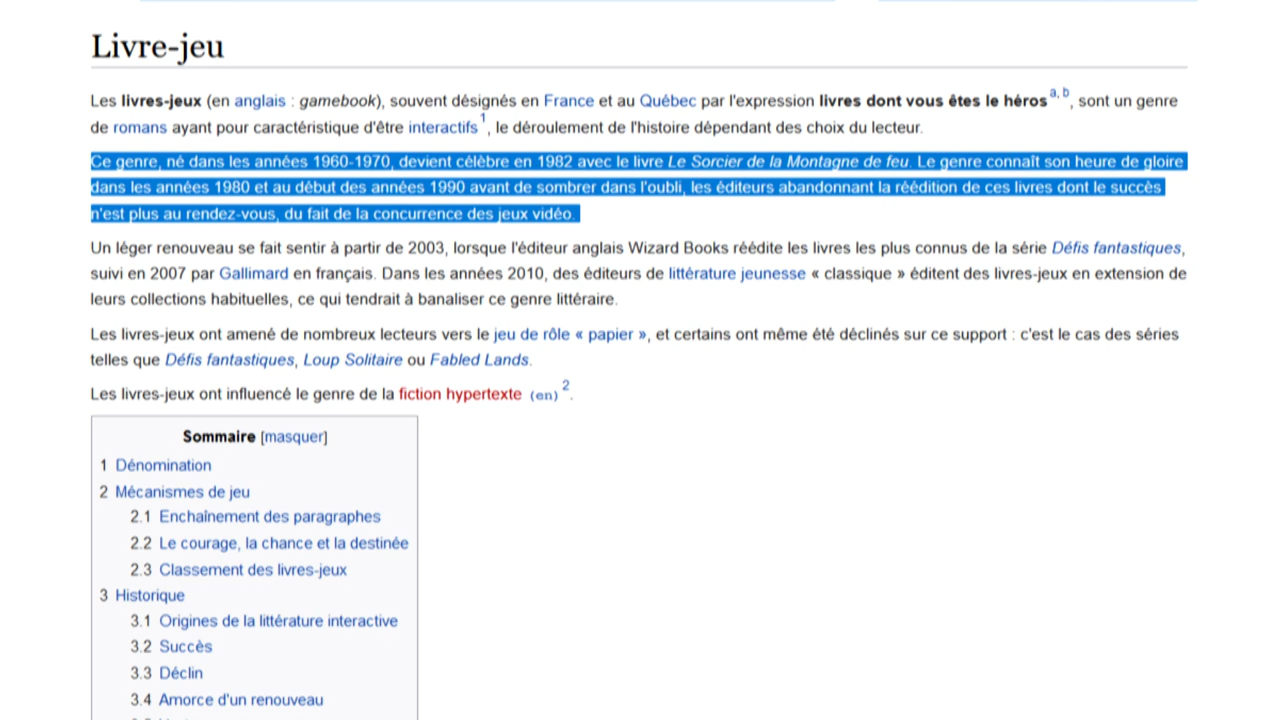 Livre-jeu
Les livres-jeux (en anglais : gamebook), souvent désignés en France et au Québec par l'expression livres dont vous êtes le héros a, b, sont un genre
de romans ayant pour caractéristique d'être interactifs 1, le déroulement de l'histoire dépendant des choix du lecteur.
Ce genre, né dans les années 1960-1970, devient célèbre en 1982 avec le livre Le Sorcier de la Montagne de feu. Le genre connaît son heure de gloire
dans les années 1980 et au début des années 1990 avant de sombrer dans l'oubli, les éditeurs abandonnant la réédition de ces livres dont le succès
n'est plus au rendez-vous, du fait de la concurrence des jeux vidéo.
Un léger renouveau se fait sentir à partir de 2003, lorsque l'éditeur anglais Wizard Books réédite les livres les plus connus de la série Défis fantastiques,
suivi en 2007 par Gallimard en français. Dans les années 2010, des éditeurs de littérature jeunesse « classique » éditent des livres-jeux en extension de
leurs collections habituelles, ce qui tendrait à banaliser ce genre littéraire.
Les livres-jeux ont amené de nombreux lecteurs vers le jeu de rôle « papier », et certains ont même été déclinés sur ce support : c'est le cas des séries
telles que Défis fantastiques, Loup Solitaire ou Fabled Lands.
Les livres-jeux ont influencé le genre de la fiction hypertexte (en) 2.
Sommaire [masquer]
1 Dénomination
2 Mécanismes de jeu
2.1 Enchaînement des paragraphes
2.2 Le courage, la chance et la destinée
2.3 Classement des livres-jeux
3 Historique
3.1 Origines de la littérature interactive
3.2 Succès
3.3 Déclin
3.4 Amorce d'un renouveau